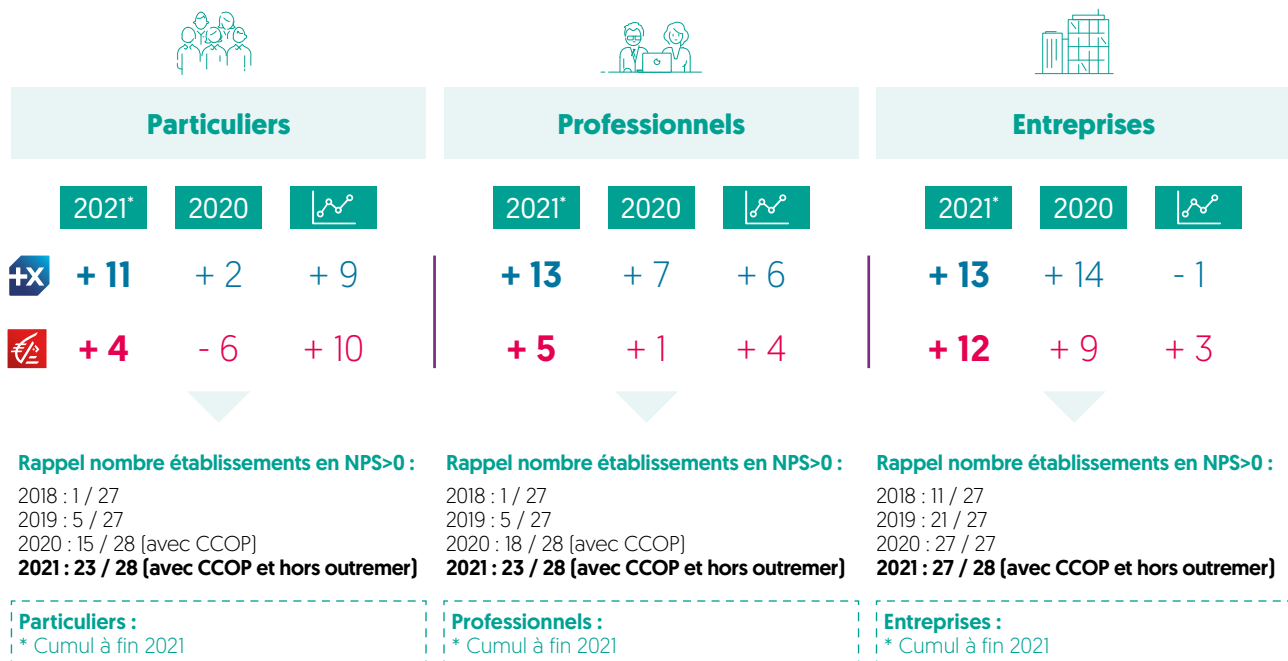 Particuliers
2021* 2020
+X + 11 + 2 + 9
+ 4 - 6 + 10
Rappel nombre établissements en NPS>0 :
2018 : 1 / 27
2019 : 5 / 27
2020 : 15 / 28 (avec CCOP)
2021 : 23 / 28 (avec CCOP et hors outremer)
Particuliers :
* Cumul à fin 2021
Professionnels
2021* 2020
+ 13 + 7 + 6
+ 5 + 1 + 4
Rappel nombre établissements en NPS>0 :
2018 : 1 / 27
2019 : 5 / 27
2020 : 18 / 28 (avec CCOP)
2021 : 23 / 28 (avec CCOP et hors outremer)
Professionnels :
* Cumul à fin 2021
Entreprises
2021* 2020
+ 13 + 14 - 1
+ 12 + 9 + 3
Rappel nombre établissements en NPS>0 :
2018 : 11 / 27
2019 : 21 / 27
2020 : 27 / 27
2021 : 27 / 28 (avec CCOP et hors outremer)
Entreprises :
* Cumul à fin 2021